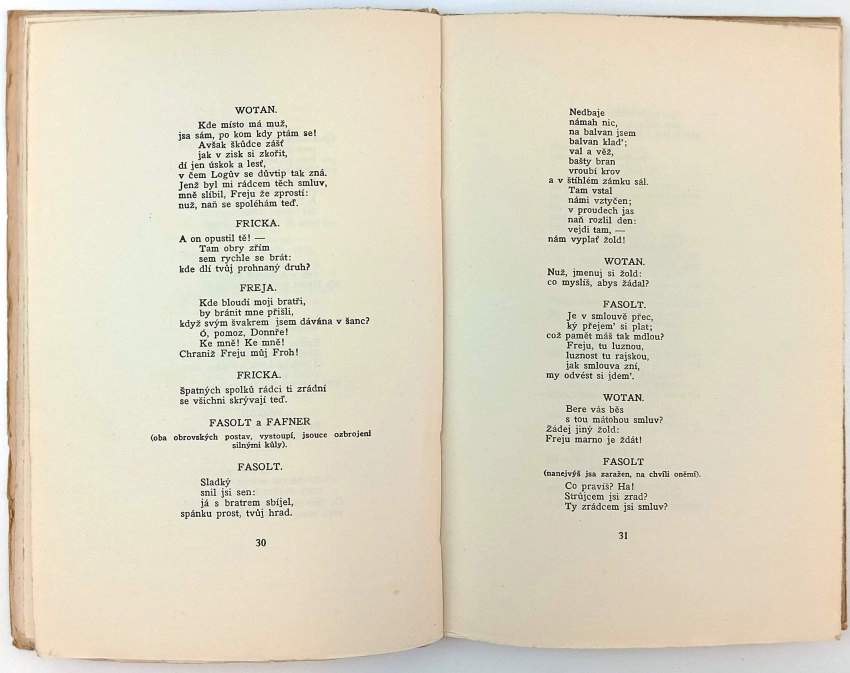 WOTAN.
Kde místo má muž,
jsa sám, po kom kdy ptám se!
Avšak škůdce zášť
jak v zisk si zkořit,
dí jen úskok a lesť,
v čem Logův se důvtip tak zná.
Jenž byl mi rádcem těch smluv,
mně slíbil, Freju že zprostí:
nuž, naň se spoléhám teď.
FRICKA.
A on opustil tě! —
Tam obry zřím
sem rychle se brát:
kde dlí tvůj prohnaný druh?
FREJA.
Kde bloudí moji bratři,
by bránit mne přišli,
když svým švakrem jsem dávána v šanc?
Ó, pomoz, Donnře!
Ke mně! Ke mně!
Chraniž Freju můj Froh!
FRICKA.
Špatných spolků rádci ti zrádní
se všichni skrývají teď.
FASOLT a FAFNER
(oba obrovských postav, vystoupí, jsouce ozbrojeni
silnými kůly).
FASOLT.
Sladký
snil jsi sen:
já s bratrem sbíjel,
spánku prost, tvůj hrad.
30
Nedbaje
námah nic,
na balvan jsem
balvan klad';
val a věž,
bašty bran
vroubí krov
a v štíhlém zámku sál.
Tam vstal
námi vztyčen;
v proudech jas
naň rozlil den:
vejdi tam, —
nám vyplať žold!
WOTAN.
Nuž, jmenuj si žold:
co myslíš, abys žádal?
FASOLT.
Je v smlouvě přec,
ký přejem' si plat;
což paměť máš tak mdlou?
Freju, tu luznou,
luznost tu rajskou,
jak smlouva zní,
my odvést si jdem'.
WOTAN.
Bere vás běs
s tou mátohou smluv?
Žádej jiný žold:
Freju marno je ždát!
FASOLT
(nanejvýš jsa zaražen, na chvíli oněmí).
Co pravíš? Ha!
Strůjcem jsi zrad?
Ty zrádcem jsi smluv?
31